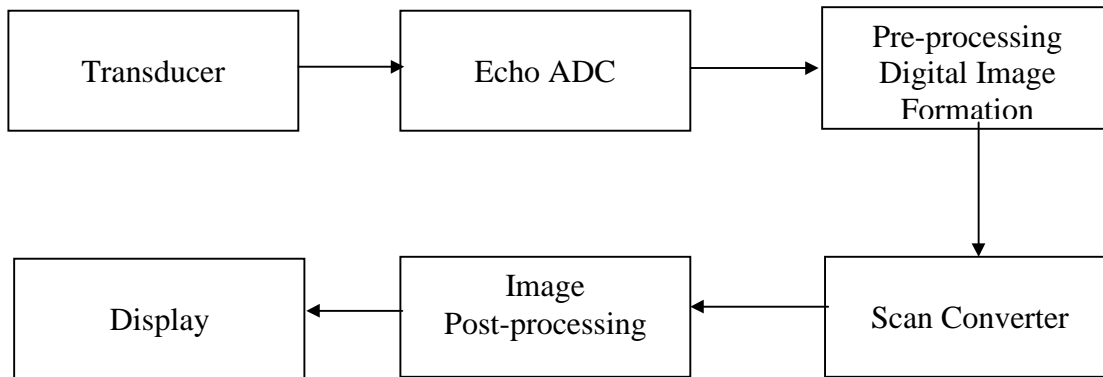 Transducer
Echo ADC
Pre-processing
Digital Image
Formation
Display
Image
Post-processing
Scan Converter